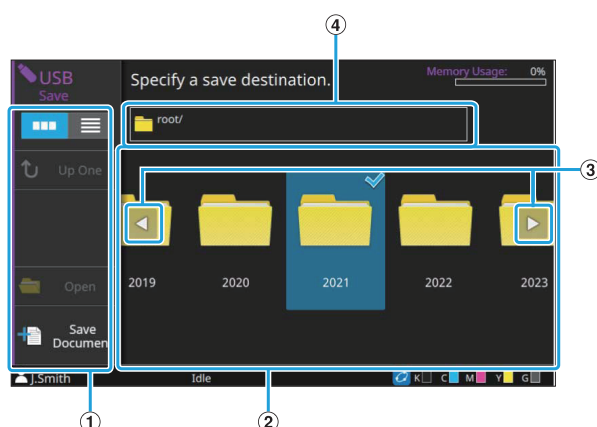 ④
USB
Save
Specify a save destination.
Memory Usage: 0%
root/
Up One
③
2019 2020 2021 2022 2023
Open
Save
Documen
J.Smith Idle K C M Y G
① ②